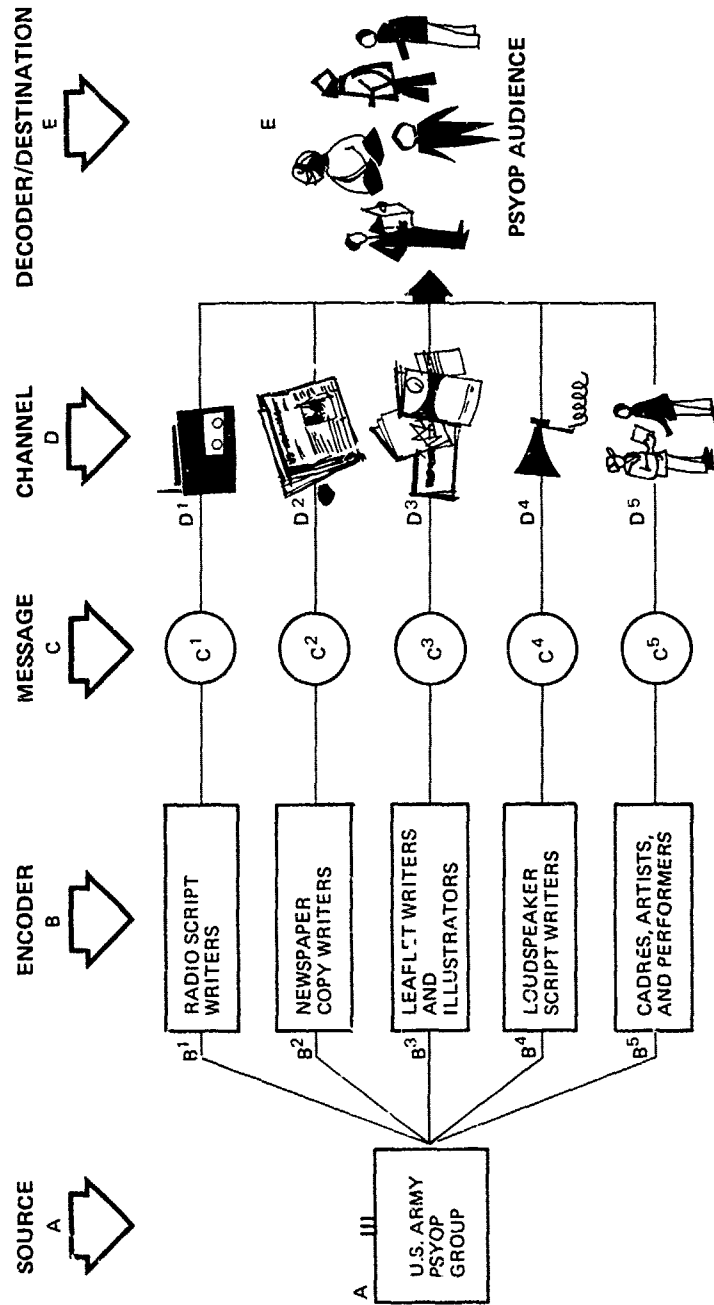 SOURCE
A
ENCODER
B
MESSAGE
C
CHANNEL
D
DECODER/DESTINATION
E
A
U.S. ARMY
PSYOP
GROUP
B1
RADIO SCRIPT
WRITERS
C1
D1
B2
NEWSPAPER
COPY WRITERS
C2
D2
B3
LEAFLET WRITERS
AND
ILLUSTRATORS
C3
D3
B4
LOUDSPEAKER
SCRIPT WRITERS
C4
D4
B5
CADRES, ARTISTS,
AND PERFORMERS
C5
D5
E
PSYOP AUDIENCE